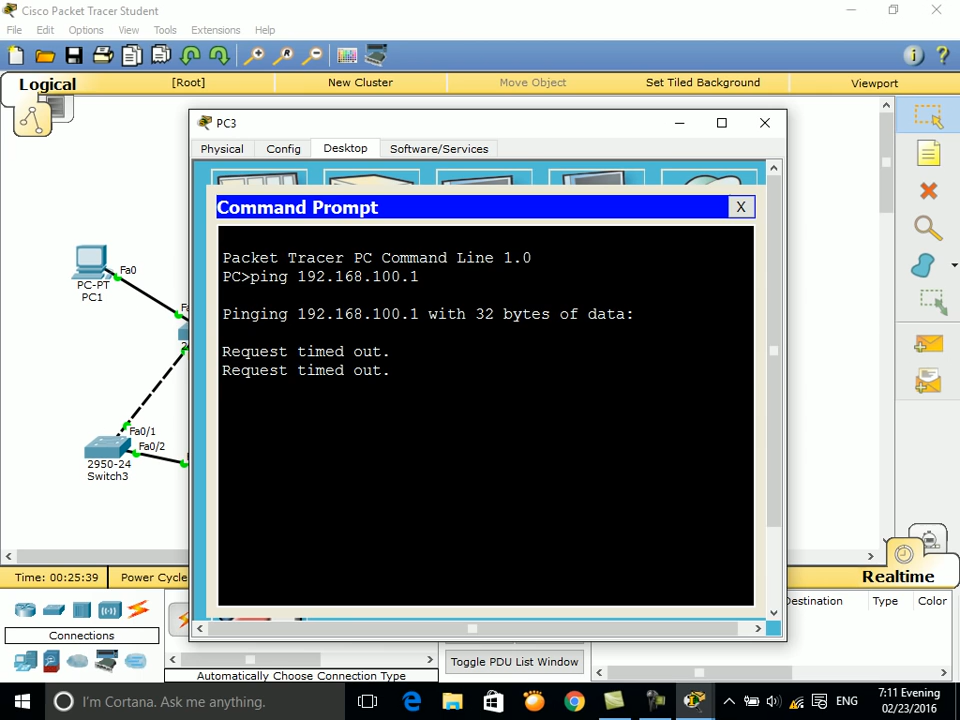 Cisco Packet Tracer Student
File Edit Options View Tools Extensions Help
Logical
[Root]
New Cluster
Move Object
Set Tiled Background
Viewport
PC3
Physical Config Desktop Software/Services
Command Prompt
X
Packet Tracer PC Command Line 1.0
PC>ping 192.168.100.1
Pinging 192.168.100.1 with 32 bytes of data:
Request timed out.
Request timed out.
Fa0
PC-PT
PC1
Fa0/1
Fa0/2
2950-24
Switch3
Time: 00:25:39
Power Cycle
Realtime
Destination Type Color
Connections
Automatically Choose Connection Type
Toggle PDU List Window
I'm Cortana. Ask me anything.
ENG
7:11 Evening
02/23/2016